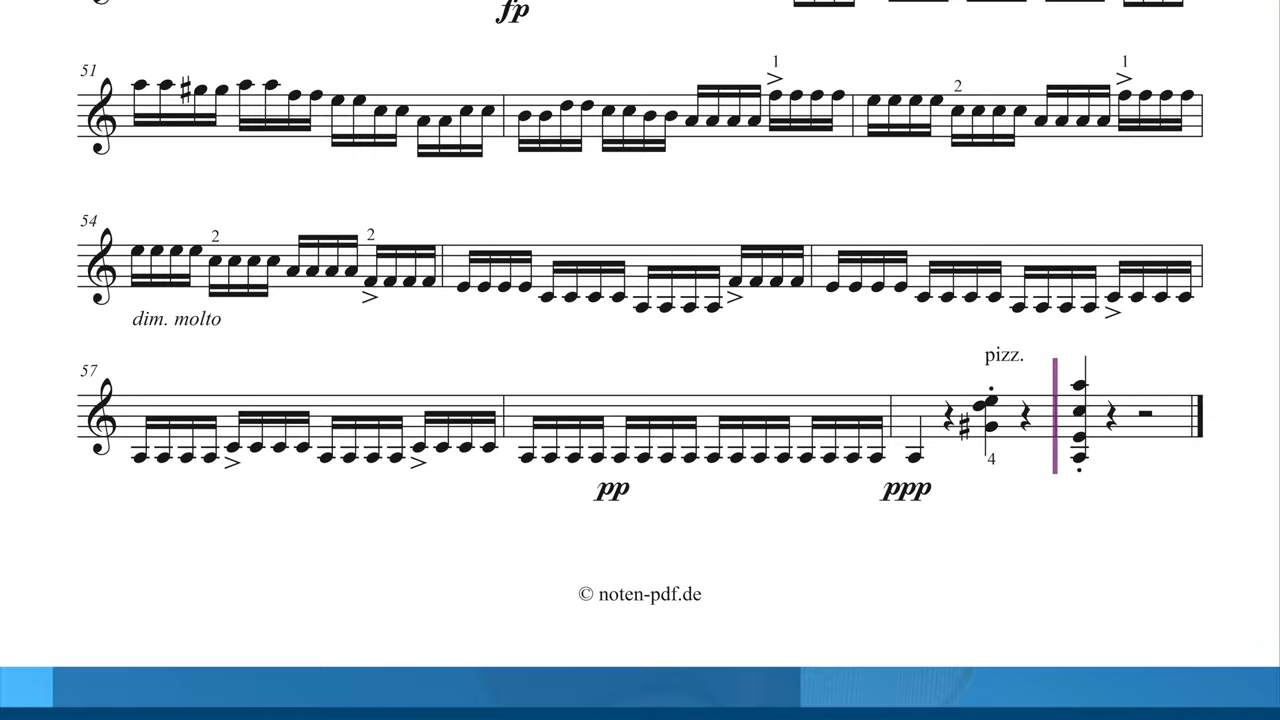 fp
51
1
2
1
54
2
2
dim. molto
57
pizz.
4
pp
ppp
© noten-pdf.de